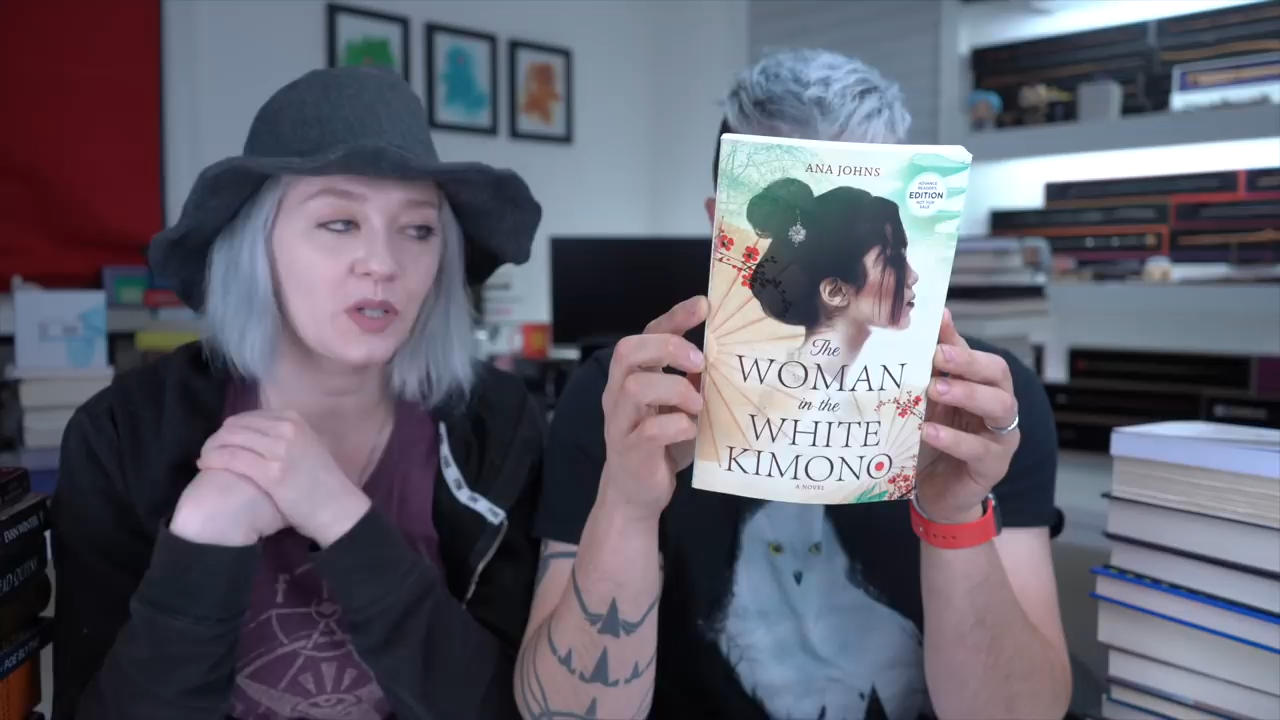 ANA JOHNS
ADVANCE
READER'S
EDITION
NOT FOR
SALE
The
WOMAN
in the
WHITE
KIMONO
A NOVEL